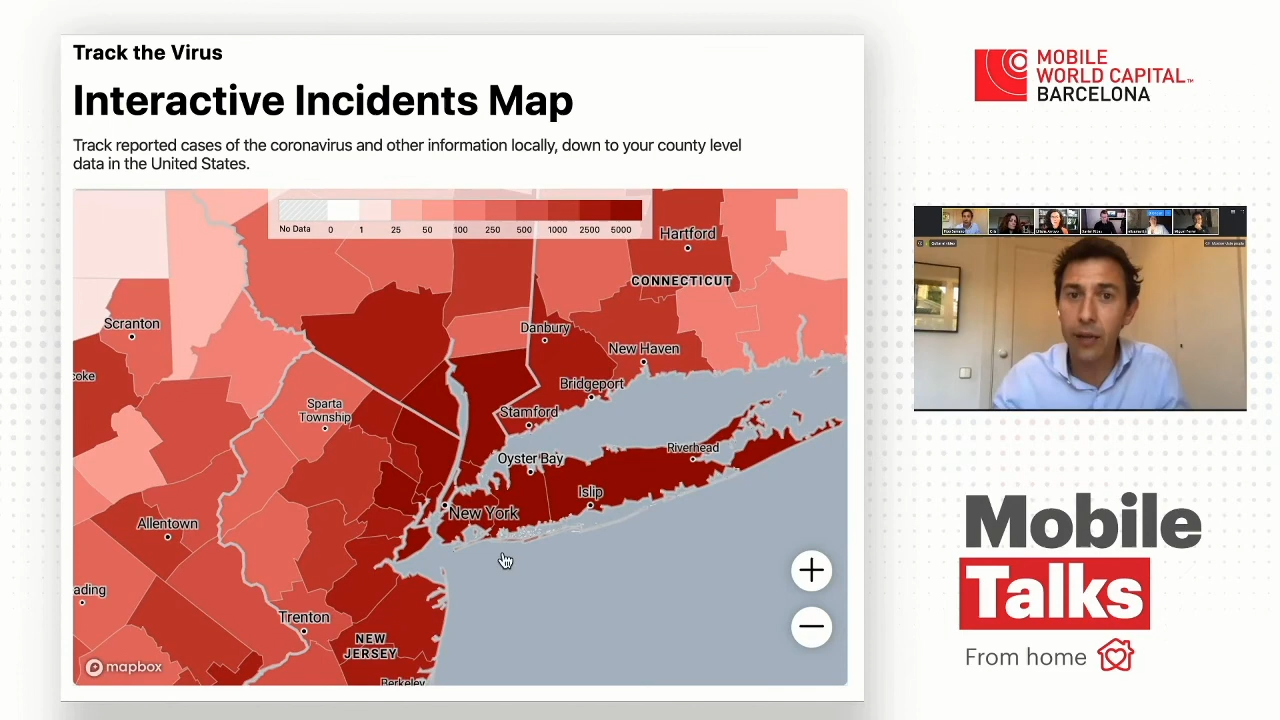 Track the Virus
Interactive Incidents Map
Track reported cases of the coronavirus and other information locally, down to your county level
data in the United States.
No Data 0 25 50 100 250 500 1000 2500 5000
Hartford
CONNECTICUT
Scranton
Danbury
New Haven
coke
Bridgeport
Sparta
Township
Stamford
Riverhead
Oyster Bay
Islip
New York
Allentown
ading
Trenton
NEW
JERSEY
mapbox
Berkeley
MOBILE
WORLD CAPITAL™
BARCELONA
Mobile
Talks
From home